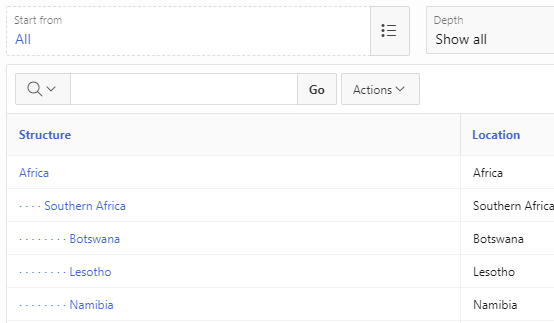 Start from
All
Depth
Show all
Go
Actions
Structure Location
Africa Africa
· · · · Southern Africa Southern Africa
· · · · · · · · Botswana Botswana
· · · · · · · · Lesotho Lesotho
· · · · · · · · Namibia Namibia